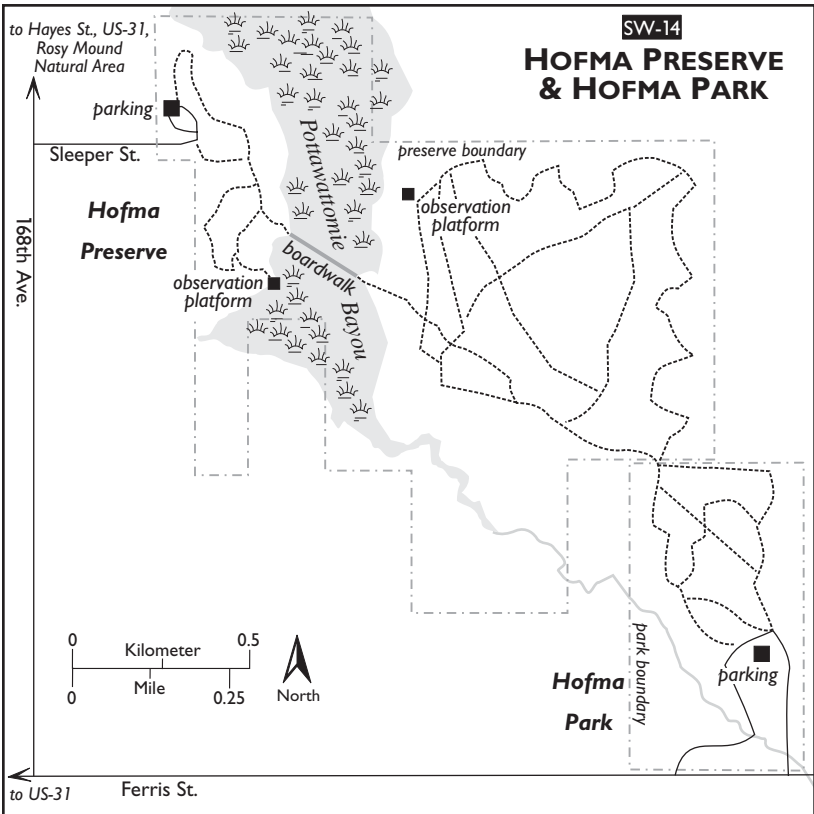 to Hayes St., US-31,
Rosy Mound
Natural Area
SW-14
HOFMA PRESERVE
& HOFMA PARK
parking
Sleeper St.
Pottawattomie
preserve boundary
observation
platform
Hofma
Preserve
168th Ave.
boardwalk
observation
platform
Bayou
0
Kilometer
0.5
0
Mile
0.25
North
park boundary
parking
Hofma
Park
to US-31
Ferris St.